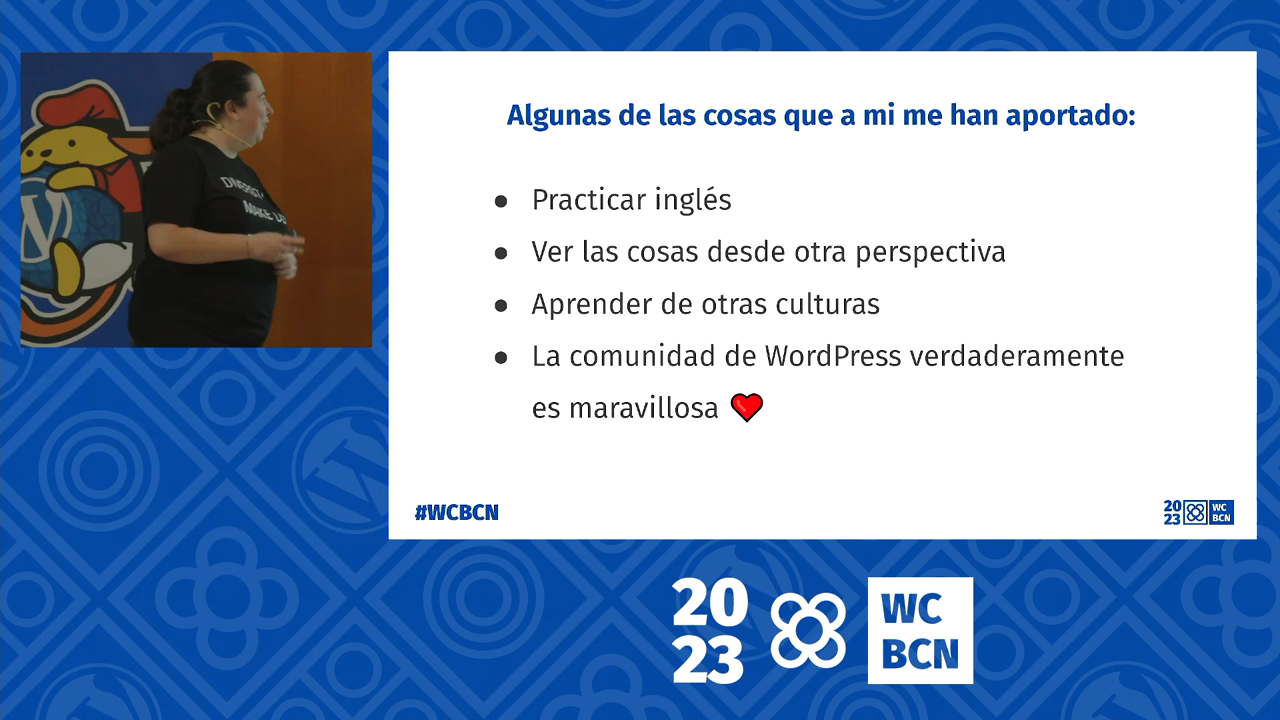 Algunas de las cosas que a mi me han aportado:
● Practicar inglés
● Ver las cosas desde otra perspectiva
● Aprender de otras culturas
● La comunidad de WordPress verdaderamente
es maravillosa ❤️
#WCBCN
20
23
WC
BCN
MAKE
20
23
WC
BCN